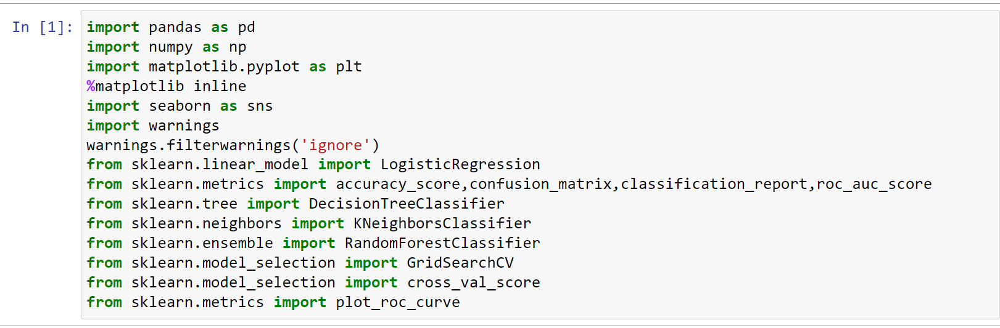 In [1]:
import pandas as pd
import numpy as np
import matplotlib.pyplot as plt
%matplotlib inline
import seaborn as sns
import warnings
warnings.filterwarnings('ignore')
from sklearn.linear_model import LogisticRegression
from sklearn.metrics import accuracy_score,confusion_matrix,classification_report,roc_auc_score
from sklearn.tree import DecisionTreeClassifier
from sklearn.neighbors import KNeighborsClassifier
from sklearn.ensemble import RandomForestClassifier
from sklearn.model_selection import GridSearchCV
from sklearn.model_selection import cross_val_score
from sklearn.metrics import plot_roc_curve